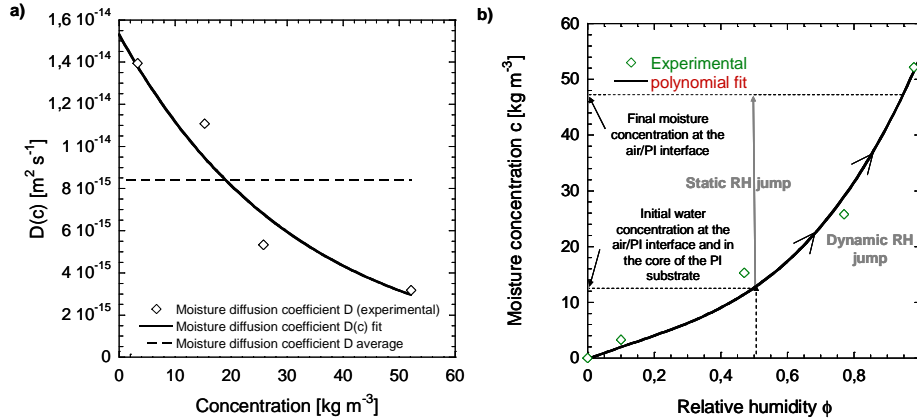 a)
D(c) [m² s⁻¹]
1,6 10⁻¹⁴
1,4 10⁻¹⁴
1,2 10⁻¹⁴
1 10⁻¹⁴
8 10⁻¹⁵
6 10⁻¹⁵
4 10⁻¹⁵
2 10⁻¹⁵
0
Moisture diffusion coefficient D (experimental)
Moisture diffusion coefficient D(c) fit
Moisture diffusion coefficient D average
0 10 20 30 40 50 60
Concentration [kg m⁻³]
b)
Moisture concentration c [kg m⁻³]
60
50
40
30
20
10
0
Experimental
polynomial fit
Final moisture
concentration at the
air/PI interface
Static RH jump
Initial water
concentration at the
air/PI interface and in
the core of the PI
substrate
Dynamic RH
jump
0 0,2 0,4 0,6 0,8
Relative humidity ϕ